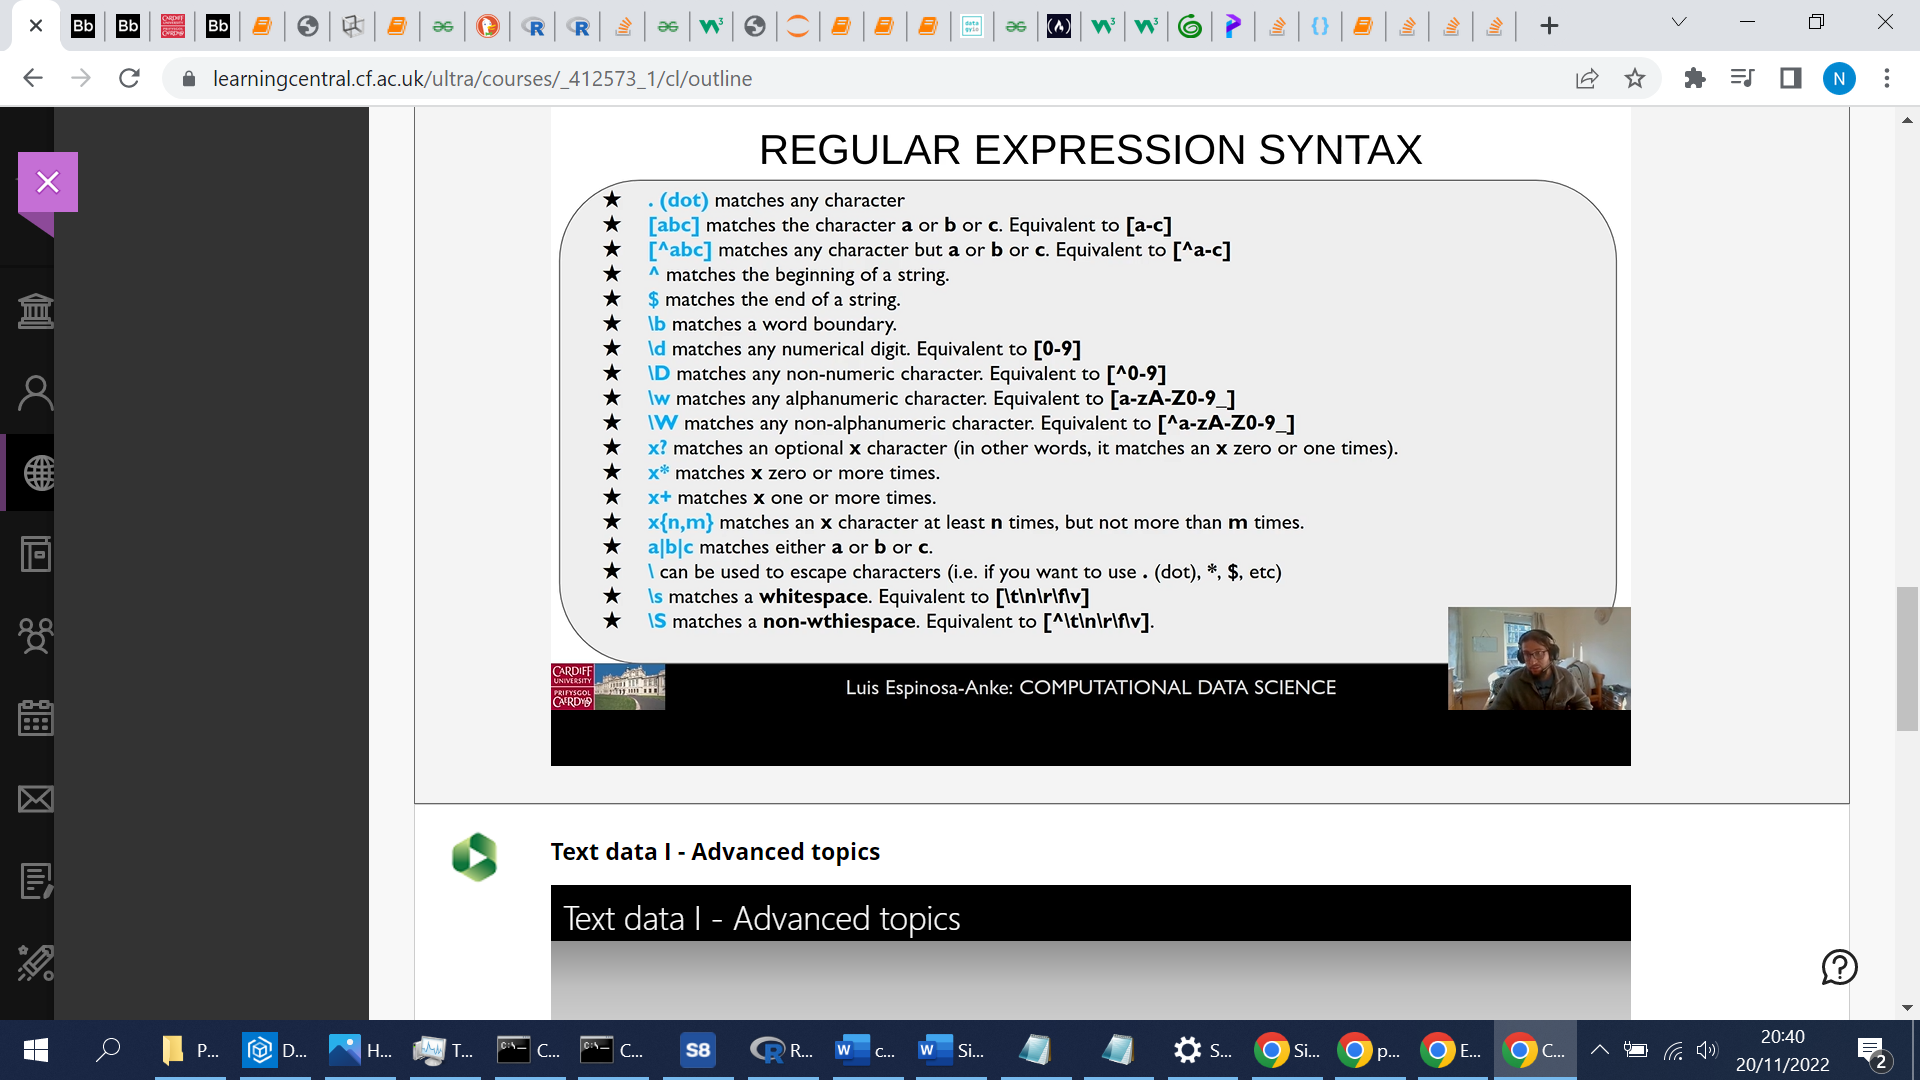 Bb
Bb
Bb
learningcentral.cf.ac.uk/ultra/courses/_412573_1/cl/outline
N
REGULAR EXPRESSION SYNTAX
★ . (dot) matches any character
★ [abc] matches the character a or b or c. Equivalent to [a-c]
★ [^abc] matches any character but a or b or c. Equivalent to [^a-c]
★ ^ matches the beginning of a string.
★ $ matches the end of a string.
★ \b matches a word boundary.
★ \d matches any numerical digit. Equivalent to [0-9]
★ \D matches any non-numeric character. Equivalent to [^0-9]
★ \w matches any alphanumeric character. Equivalent to [a-zA-Z0-9_]
★ \W matches any non-alphanumeric character. Equivalent to [^a-zA-Z0-9_]
★ x? matches an optional x character (in other words, it matches an x zero or one times).
★ x* matches x zero or more times.
★ x+ matches x one or more times.
★ x{n,m} matches an x character at least n times, but not more than m times.
★ a|b|c matches either a or b or c.
★ \ can be used to escape characters (i.e. if you want to use . (dot), *, $, etc)
★ \s matches a whitespace. Equivalent to [\t\n\r\f\v]
★ \S matches a non-wthiespace. Equivalent to [^\t\n\r\f\v].
CARDIFF
UNIVERSITY
PRIFYSGOL
CAERDYDD
Luis Espinosa-Anke: COMPUTATIONAL DATA SCIENCE
Text data I - Advanced topics
Text data I - Advanced topics
P...
D...
H...
T...
C...
C...
S8
R...
c...
Si...
S...
Si...
p...
E...
C...
20:40
20/11/2022
2